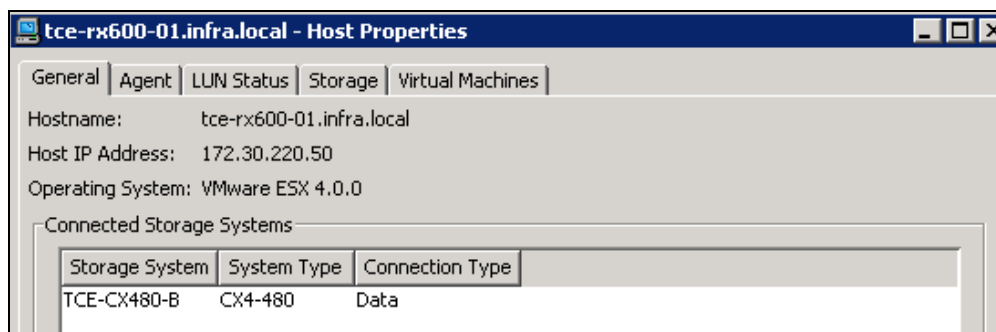 tce-rx600-01.infra.local - Host Properties
General Agent LUN Status Storage Virtual Machines
Hostname: tce-rx600-01.infra.local
Host IP Address: 172.30.220.50
Operating System: VMware ESX 4.0.0
Connected Storage Systems
Storage System System Type Connection Type
TCE-CX480-B CX4-480 Data